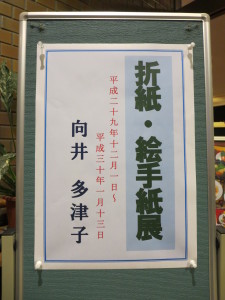 折紙・絵手紙展
平成二十九年十二月一日～
平成三十年一月十三日
向井 多津子